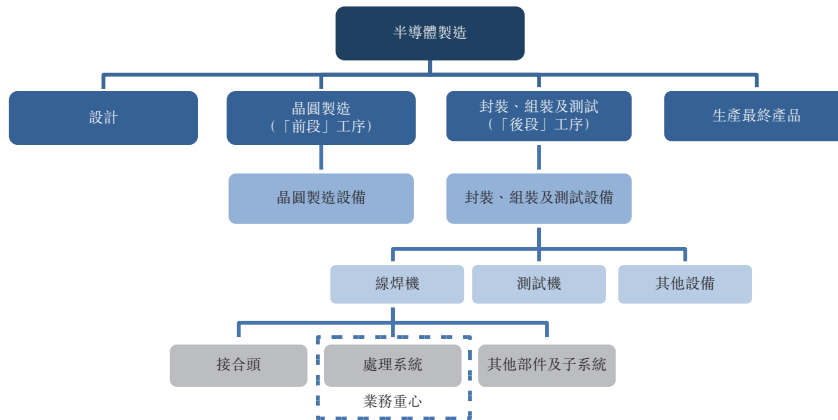 半導體製造
設計
晶圓製造
(「前段」工序)
封裝、組裝及測試
(「後段」工序)
生產最終產品
晶圓製造設備
封裝、組裝及測試設備
線焊機
測試機
其他設備
接合頭
處理系統
其他部件及子系統
業務重心